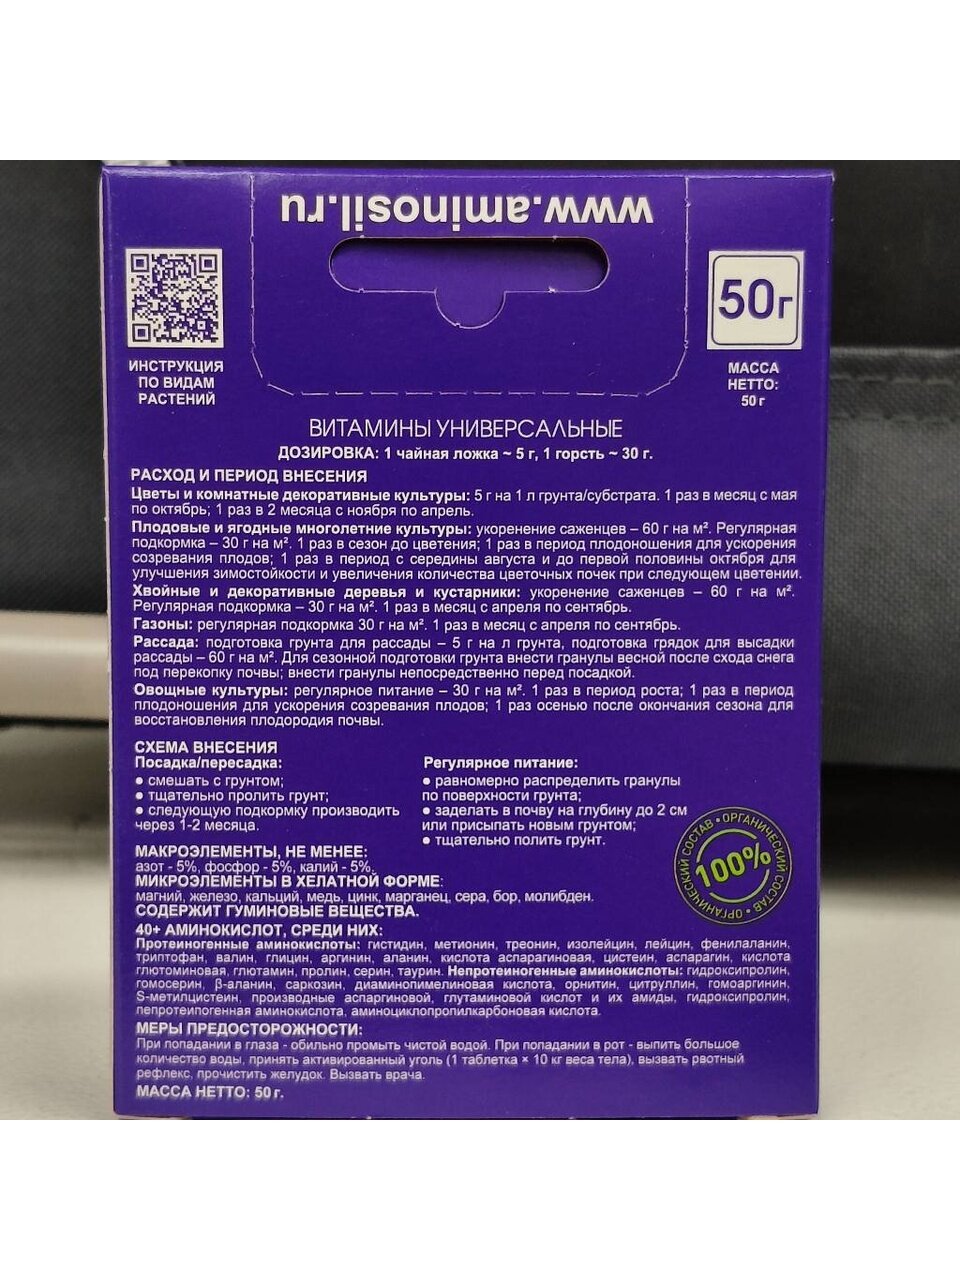 www.aminosil.ru
50г
ИНСТРУКЦИЯ
ПО ВИДАМ
РАСТЕНИЙ
МАССА
НЕТТО:
50 г
ВИТАМИНЫ УНИВЕРСАЛЬНЫЕ
ДОЗИРОВКА: 1 чайная ложка ~ 5 г, 1 горсть ~ 30 г.
РАСХОД И ПЕРИОД ВНЕСЕНИЯ
Цветы и комнатные декоративные культуры: 5 г на 1 л грунта/субстрата. 1 раз в месяц с мая
по октябрь; 1 раз в 2 месяца с ноября по апрель.
Плодовые и ягодные многолетние культуры: укоренение саженцев – 60 г на м². Регулярная
подкормка – 30 г на м². 1 раз в сезон до цветения; 1 раз в период плодоношения для ускорения
созревания плодов; 1 раз в период с середины августа и до первой половины октября для
улучшения зимостойкости и увеличения количества цветочных почек при следующем цветении.
Хвойные и декоративные деревья и кустарники: укоренение саженцев – 60 г на м².
Регулярная подкормка – 30 г на м². 1 раз в месяц с апреля по сентябрь.
Газоны: регулярная подкормка 30 г на м². 1 раз в месяц с апреля по сентябрь.
Рассада: подготовка грунта для рассады – 5 г на л грунта, подготовка грядок для высадки
рассады – 60 г на м². Для сезонной подготовки грунта внести гранулы весной после схода снега
под перекопку почвы; внести гранулы непосредственно перед посадкой.
Овощные культуры: регулярное питание – 30 г на м². 1 раз в период роста; 1 раз в период
плодоношения для ускорения созревания плодов; 1 раз осенью после окончания сезона для
восстановления плодородия почвы.
СХЕМА ВНЕСЕНИЯ
Посадка/пересадка:
● смешать с грунтом;
● тщательно пролить грунт;
● следующую подкормку производить
через 1-2 месяца.
Регулярное питание:
● равномерно распределить гранулы
по поверхности грунта;
● заделать в почву на глубину до 2 см
или присыпать новым грунтом;
● тщательно полить грунт.
100%
ОРГАНИЧЕСКИЙ СОСТАВ • ОРГАНИЧЕСКИЙ СОСТАВ •
МАКРОЭЛЕМЕНТЫ, НЕ МЕНЕЕ:
азот - 5%, фосфор - 5%, калий - 5%.
МИКРОЭЛЕМЕНТЫ В ХЕЛАТНОЙ ФОРМЕ:
магний, железо, кальций, медь, цинк, марганец, сера, бор, молибден.
СОДЕРЖИТ ГУМИНОВЫЕ ВЕЩЕСТВА.
40+ АМИНОКИСЛОТ, СРЕДИ НИХ:
Протеиногенные аминокислоты: гистидин, метионин, треонин, изолейцин, лейцин, фенилаланин,
триптофан, валин, глицин, аргинин, аланин, кислота аспарагиновая, цистеин, аспарагин, кислота
глютоминовая, глютамин, пролин, серин, таурин. Непротеиногенные аминокислоты: гидроксипролин,
гомосерин, β-аланин, саркозин, диаминопимелиновая кислота, орнитин, цитруллин, гомоаргинин,
S-метилцистеин, производные аспаргиновой, глутаминовой кислот и их амиды, гидроксипролин,
пепротеипогенная аминокислота, аминоциклопропилкарбоновая кислота.
МЕРЫ ПРЕДОСТОРОЖНОСТИ:
При попадании в глаза - обильно промыть чистой водой. При попадании в рот - выпить большое
количество воды, принять активированный уголь (1 таблетка × 10 кг веса тела), вызвать рвотный
рефлекс, прочистить желудок. Вызвать врача.
МАССА НЕТТО: 50 г.